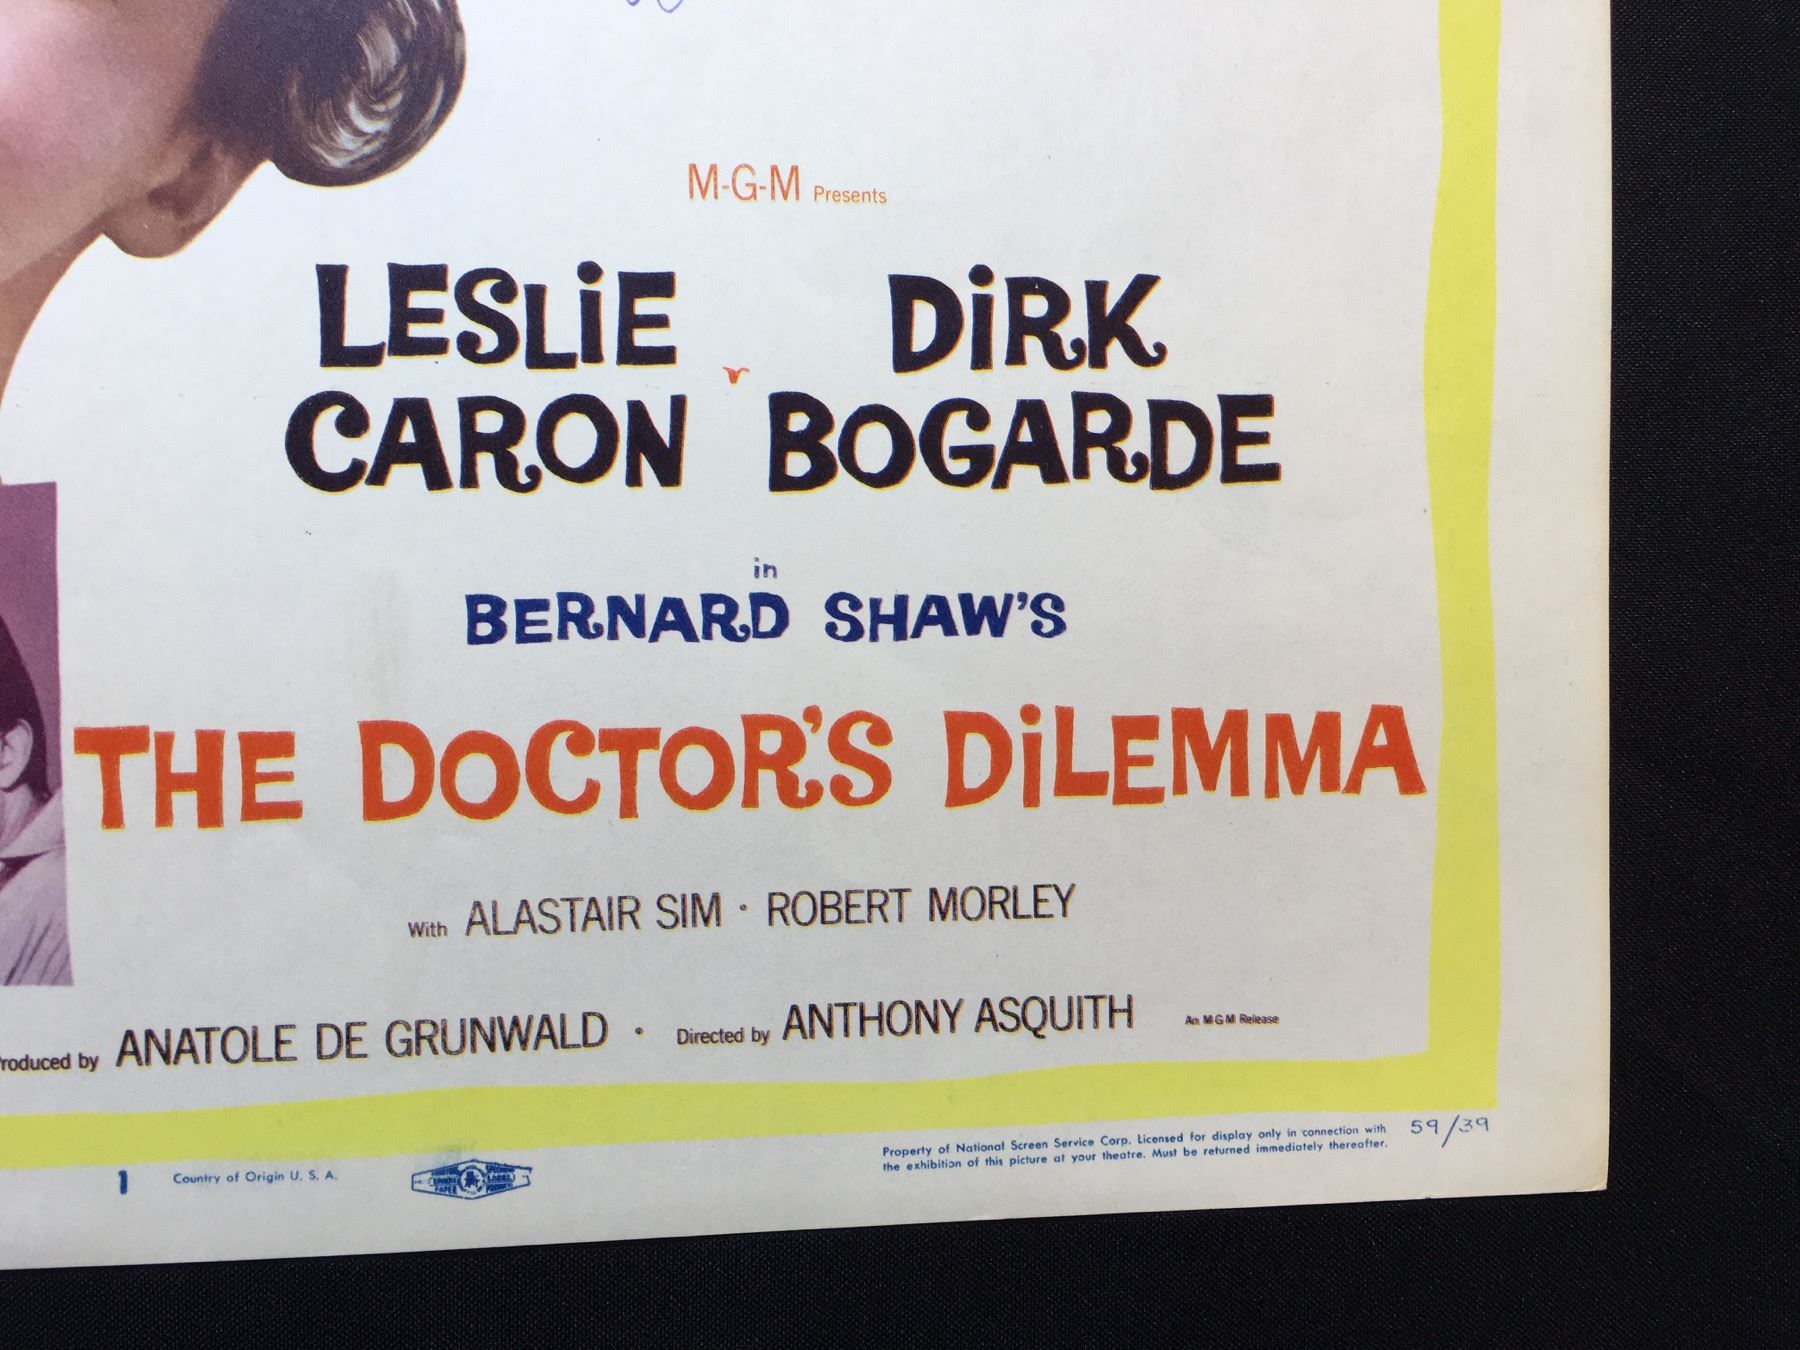 M-G-M Presents
LESLiE DiRK
CARON BOGARDE
in
BERNARD SHAW'S
THE DOCTOR'S DiLEMMA
With ALASTAIR SIM · ROBERT MORLEY
roduced by ANATOLE DE GRUNWALD · Directed by ANTHONY ASQUITH An M-G-M Release
Property of National Screen Service Corp. Licensed for display only in connection with 59/39
the exhibition of this picture at your theatre. Must be returned immediately thereafter.
1 Country of Origin U. S. A.